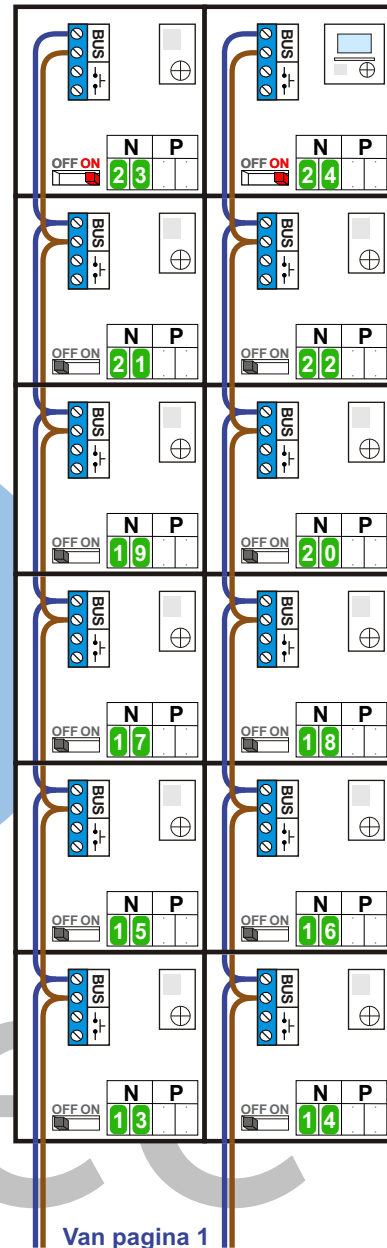 BUS BUS
N P N P
OFF ON 2 3 OFF ON 2 4
BUS BUS
N P N P
OFF ON 2 1 OFF ON 2 2
BUS BUS
N P N P
OFF ON 1 9 OFF ON 2 0
BUS BUS
N P N P
OFF ON 1 7 OFF ON 1 8
BUS BUS
N P N P
OFF ON 1 5 OFF ON 1 6
BUS BUS
N P N P
OFF ON 1 3 OFF ON 1 4
Van pagina 1